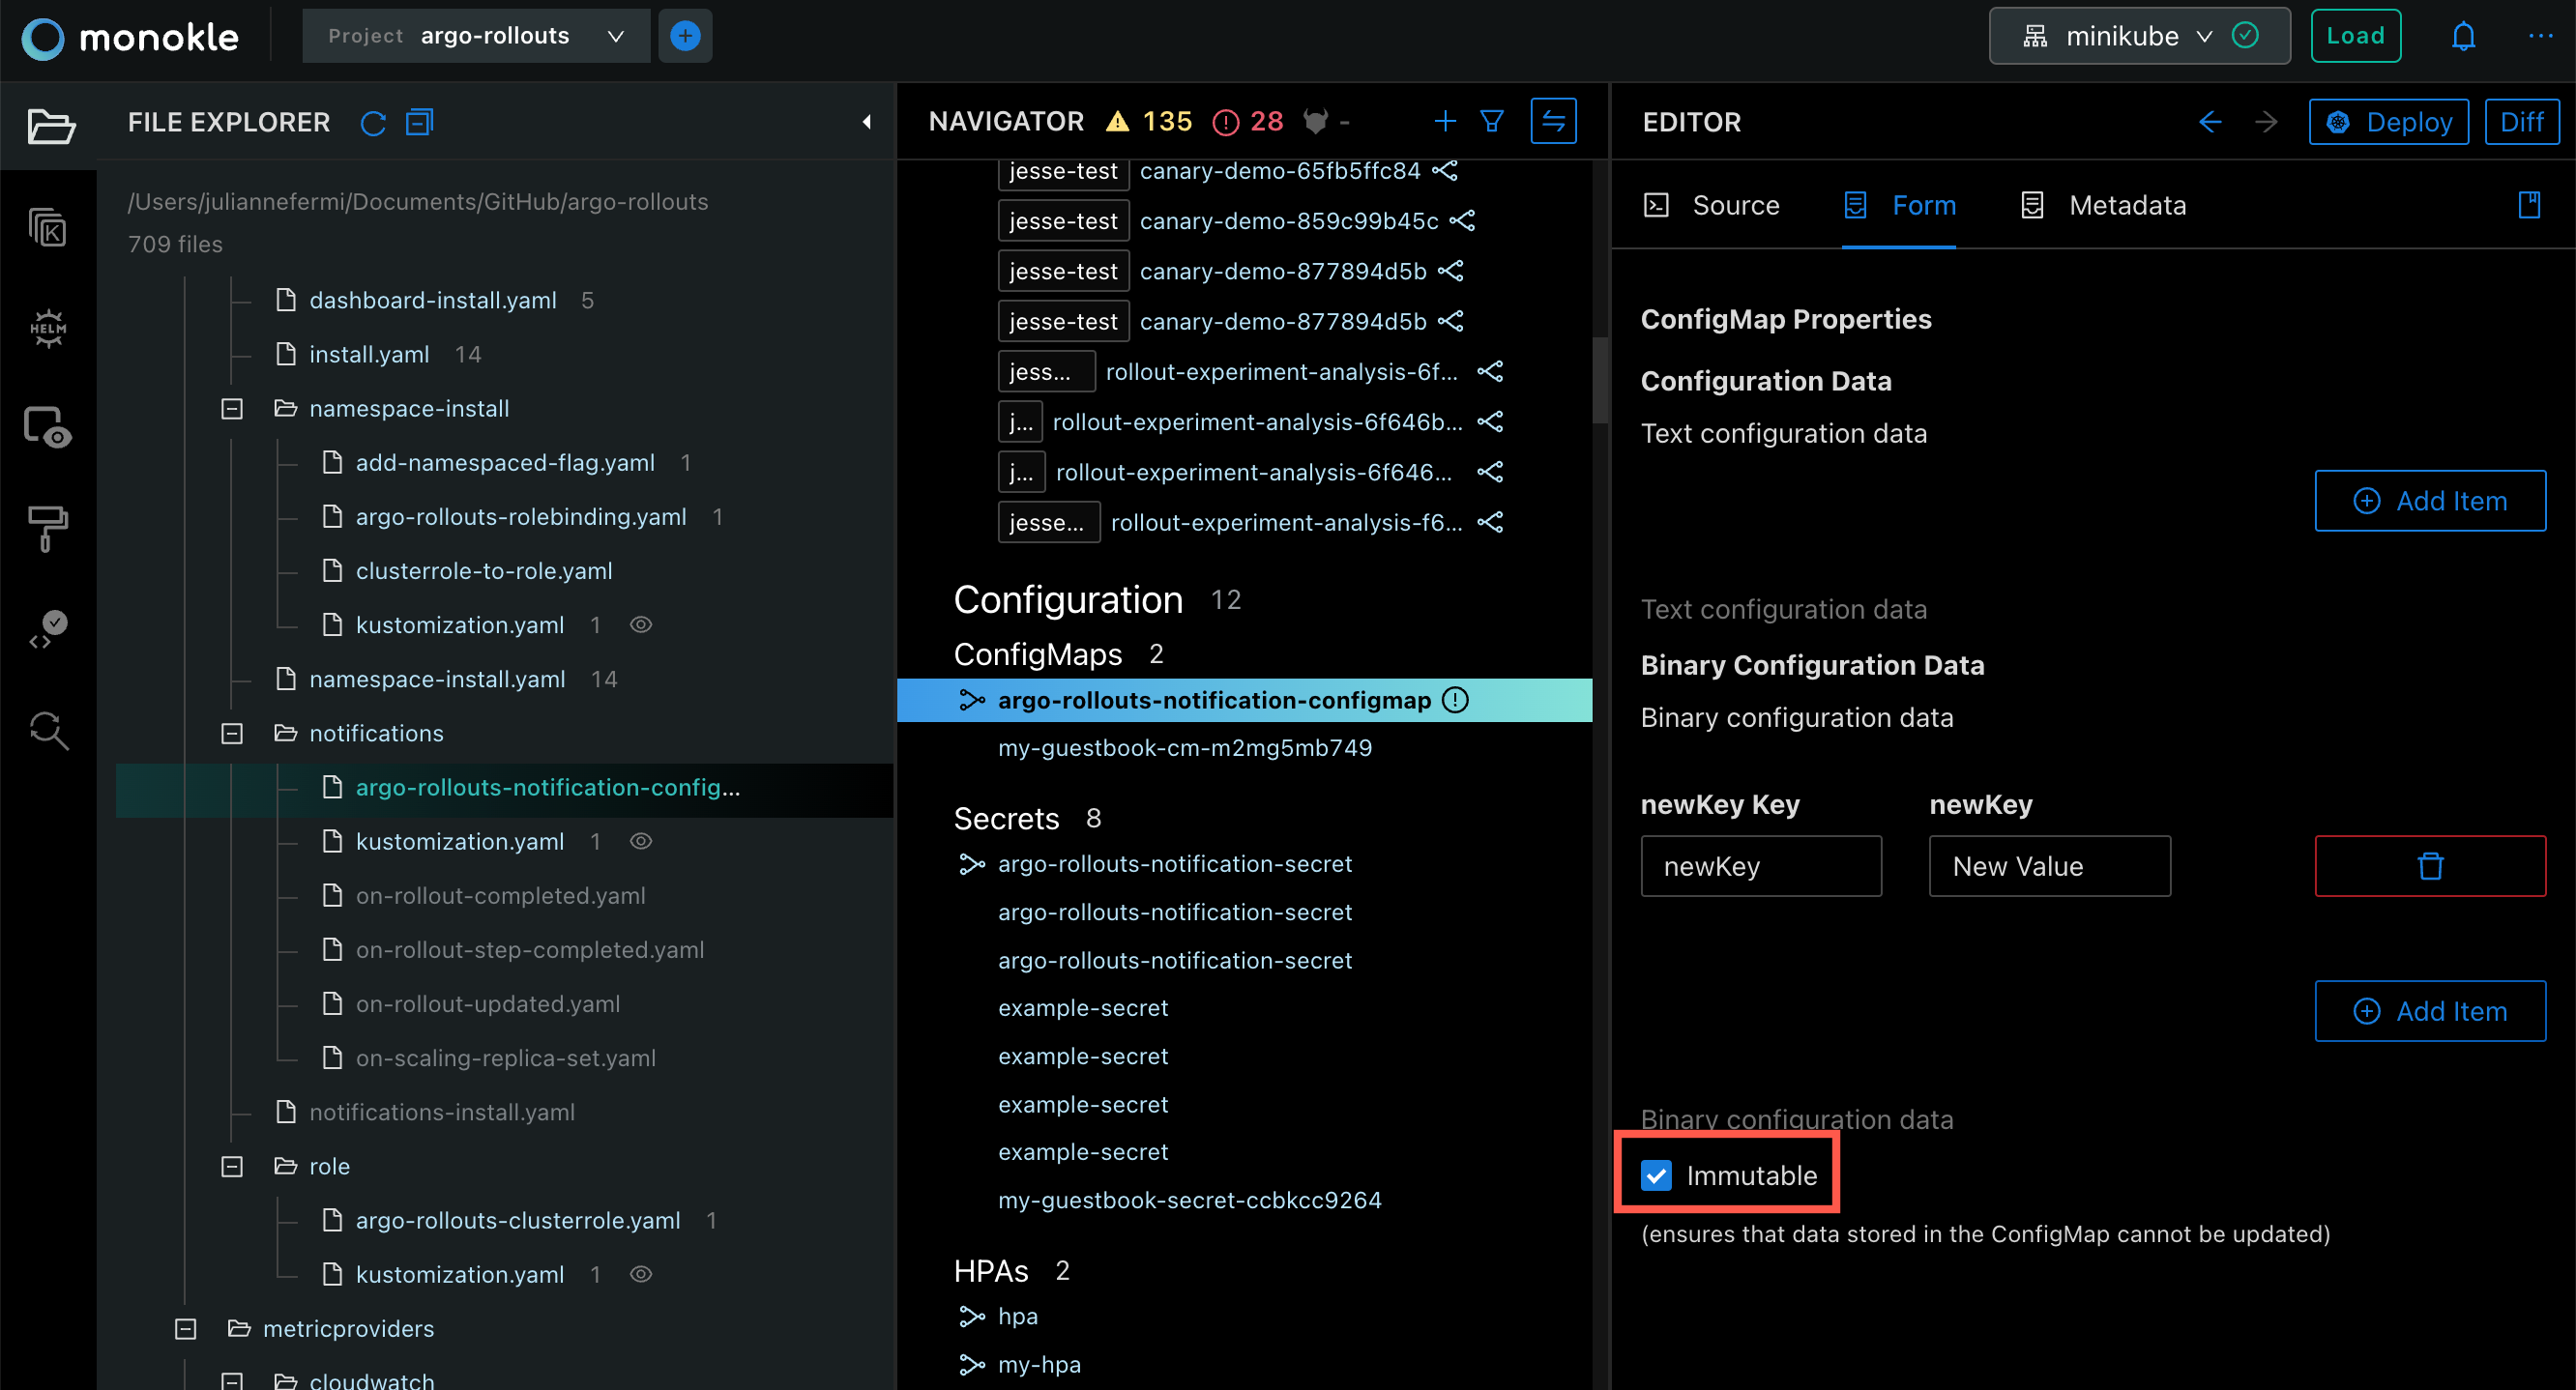 monokle
Project argo-rollouts
minikube
Load
FILE EXPLORER
/Users/juliannefermi/Documents/GitHub/argo-rollouts
709 files
dashboard-install.yaml 5
install.yaml 14
namespace-install
add-namespaced-flag.yaml 1
argo-rollouts-rolebinding.yaml 1
clusterrole-to-role.yaml
kustomization.yaml 1
namespace-install.yaml 14
notifications
argo-rollouts-notification-config...
kustomization.yaml 1
on-rollout-completed.yaml
on-rollout-step-completed.yaml
on-rollout-updated.yaml
on-scaling-replica-set.yaml
notifications-install.yaml
role
argo-rollouts-clusterrole.yaml 1
kustomization.yaml 1
metricproviders
cloudwatch
K
HELM
NAVIGATOR 135 28 -
jesse-test canary-demo-65fb5ffc84
jesse-test canary-demo-859c99b45c
jesse-test canary-demo-877894d5b
jesse-test canary-demo-877894d5b
jess... rollout-experiment-analysis-6f...
j... rollout-experiment-analysis-6f646b...
j... rollout-experiment-analysis-6f646...
jesse... rollout-experiment-analysis-f6...
Configuration 12
ConfigMaps 2
argo-rollouts-notification-configmap
my-guestbook-cm-m2mg5mb749
Secrets 8
argo-rollouts-notification-secret
argo-rollouts-notification-secret
argo-rollouts-notification-secret
example-secret
example-secret
example-secret
example-secret
my-guestbook-secret-ccbkcc9264
HPAs 2
hpa
my-hpa
EDITOR
Deploy
Diff
Source Form Metadata
ConfigMap Properties
Configuration Data
Text configuration data
Add Item
Text configuration data
Binary Configuration Data
Binary configuration data
newKey Key newKey
newKey New Value
Add Item
Binary configuration data
Immutable
(ensures that data stored in the ConfigMap cannot be updated)